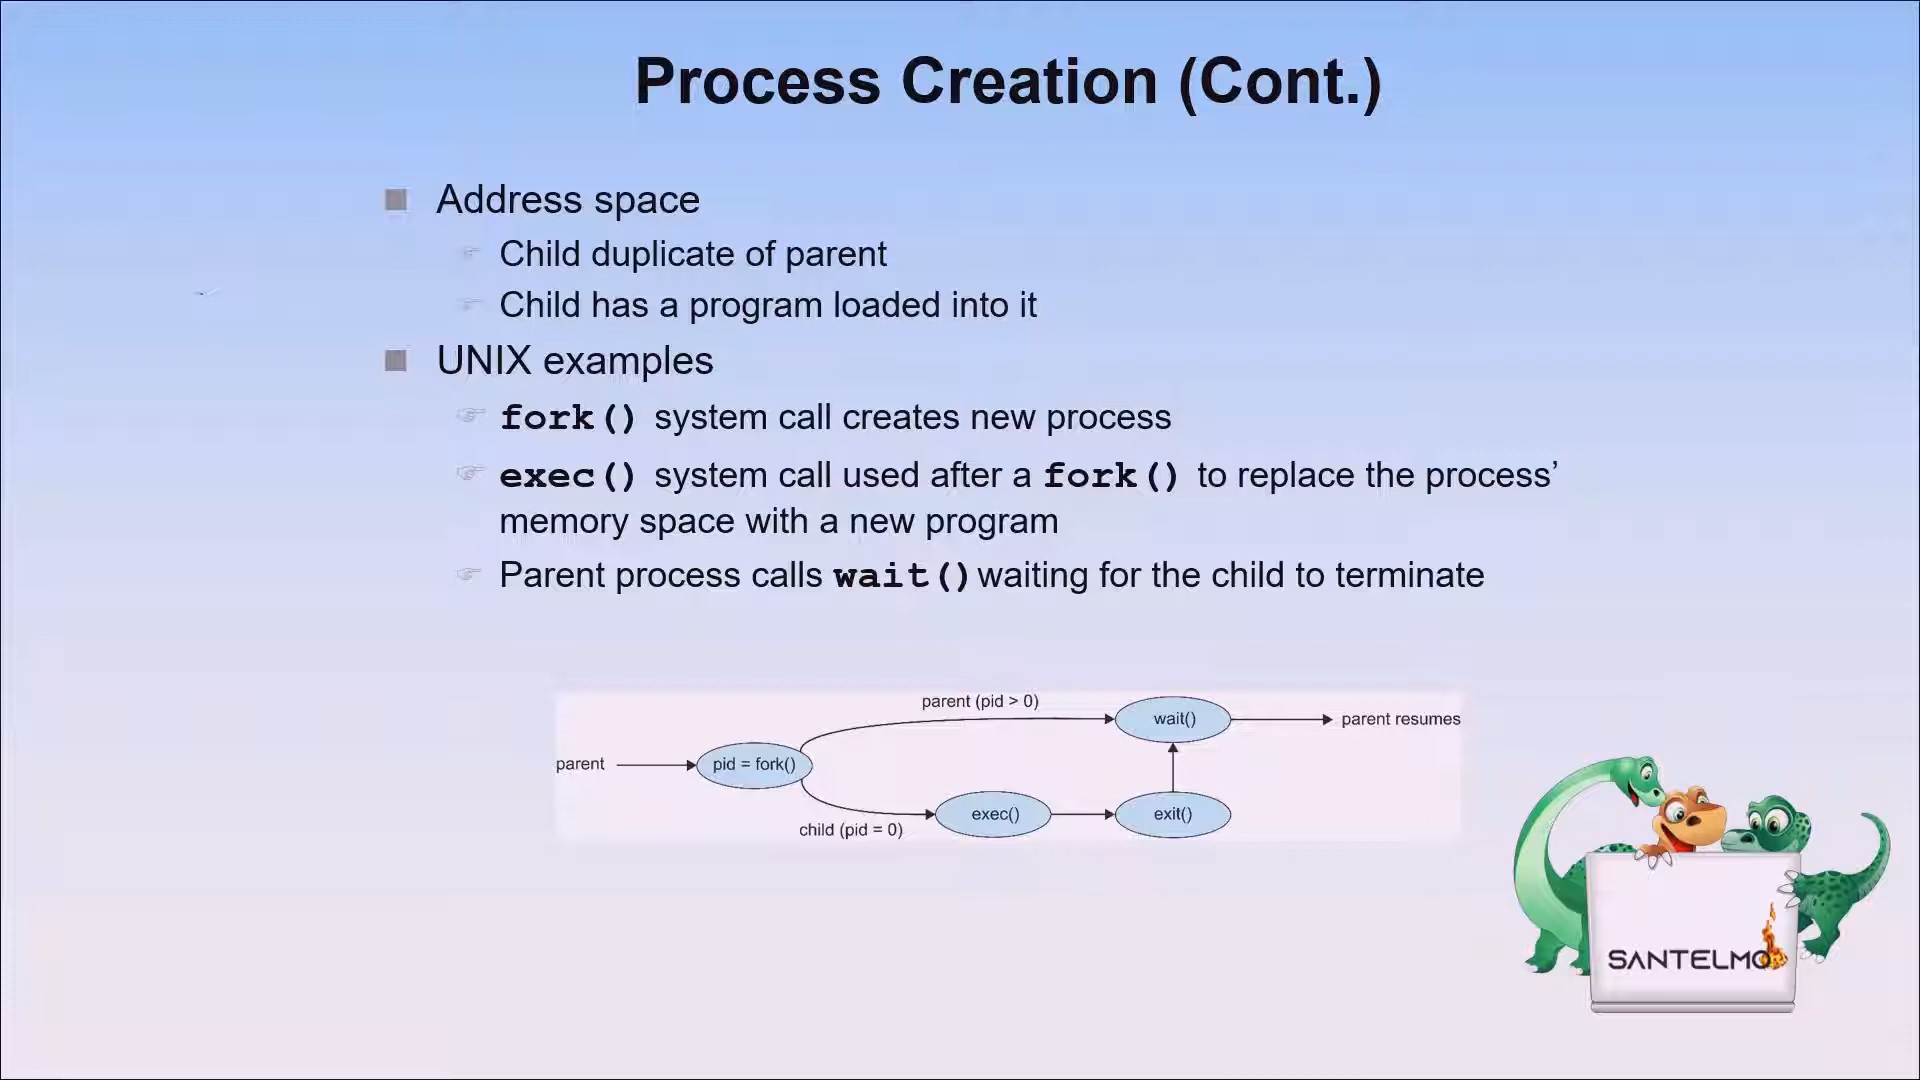 Process Creation (Cont.)
Address space
Child duplicate of parent
Child has a program loaded into it
UNIX examples
fork() system call creates new process
exec() system call used after a fork() to replace the process’
memory space with a new program
Parent process calls wait() waiting for the child to terminate
parent (pid > 0)
wait()
parent resumes
parent
pid = fork()
exec()
exit()
child (pid = 0)
SANTELMO